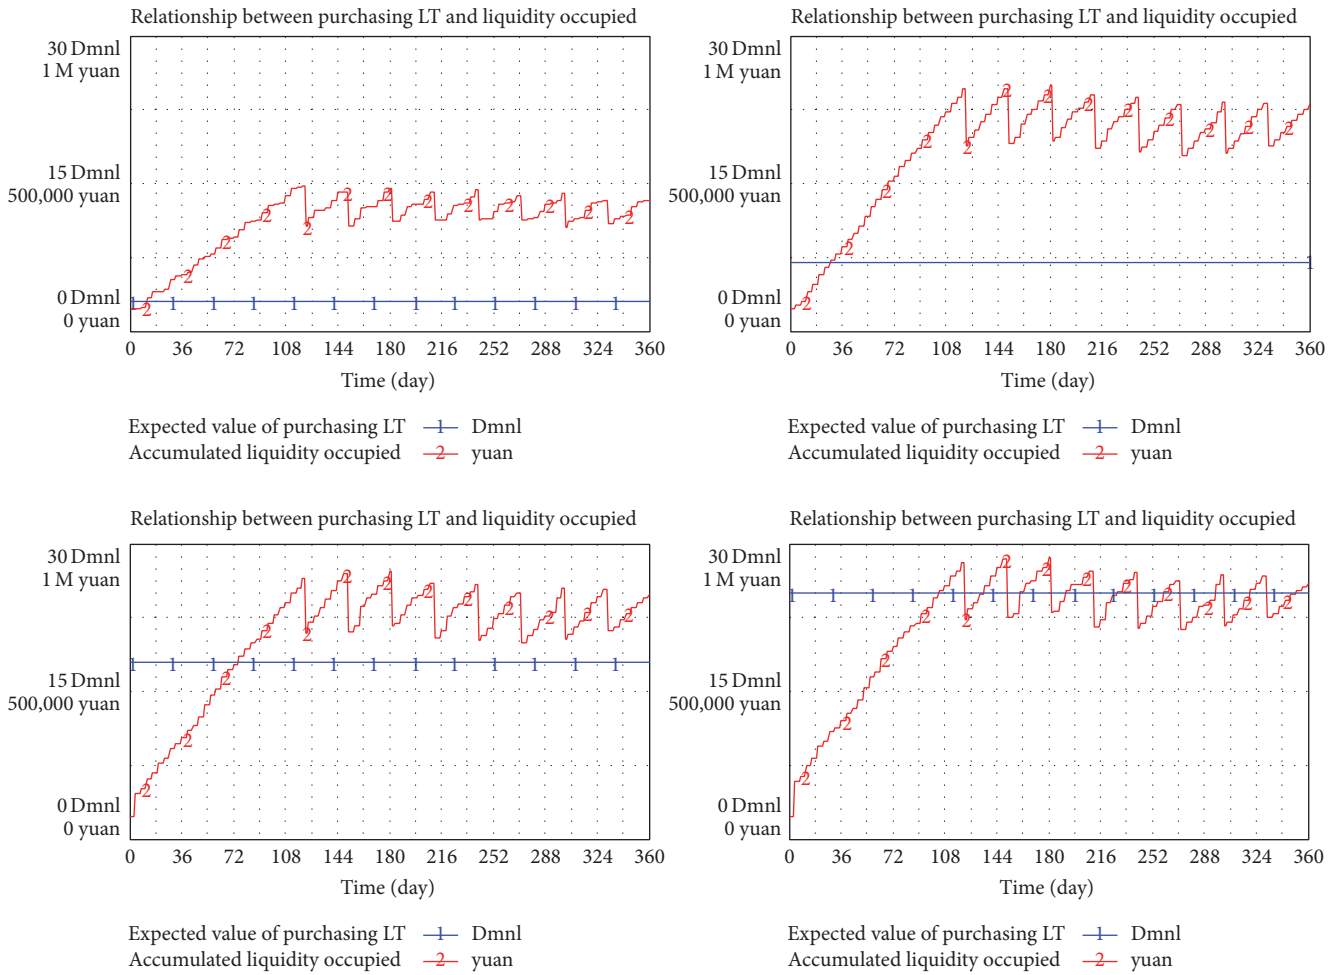 Relationship between purchasing LT and liquidity occupied
30 Dmnl
1 M yuan
15 Dmnl
500,000 yuan
0 Dmnl
0 yuan
0 36 72 108 144 180 216 252 288 324 360
Time (day)
Expected value of purchasing LT 1 Dmnl
Accumulated liquidity occupied 2 yuan
Relationship between purchasing LT and liquidity occupied
30 Dmnl
1 M yuan
15 Dmnl
500,000 yuan
0 Dmnl
0 yuan
0 36 72 108 144 180 216 252 288 324 360
Time (day)
Expected value of purchasing LT 1 Dmnl
Accumulated liquidity occupied 2 yuan
Relationship between purchasing LT and liquidity occupied
30 Dmnl
1 M yuan
15 Dmnl
500,000 yuan
0 Dmnl
0 yuan
0 36 72 108 144 180 216 252 288 324 360
Time (day)
Expected value of purchasing LT 1 Dmnl
Accumulated liquidity occupied 2 yuan
Relationship between purchasing LT and liquidity occupied
30 Dmnl
1 M yuan
15 Dmnl
500,000 yuan
0 Dmnl
0 yuan
0 36 72 108 144 180 216 252 288 324 360
Time (day)
Expected value of purchasing LT 1 Dmnl
Accumulated liquidity occupied 2 yuan